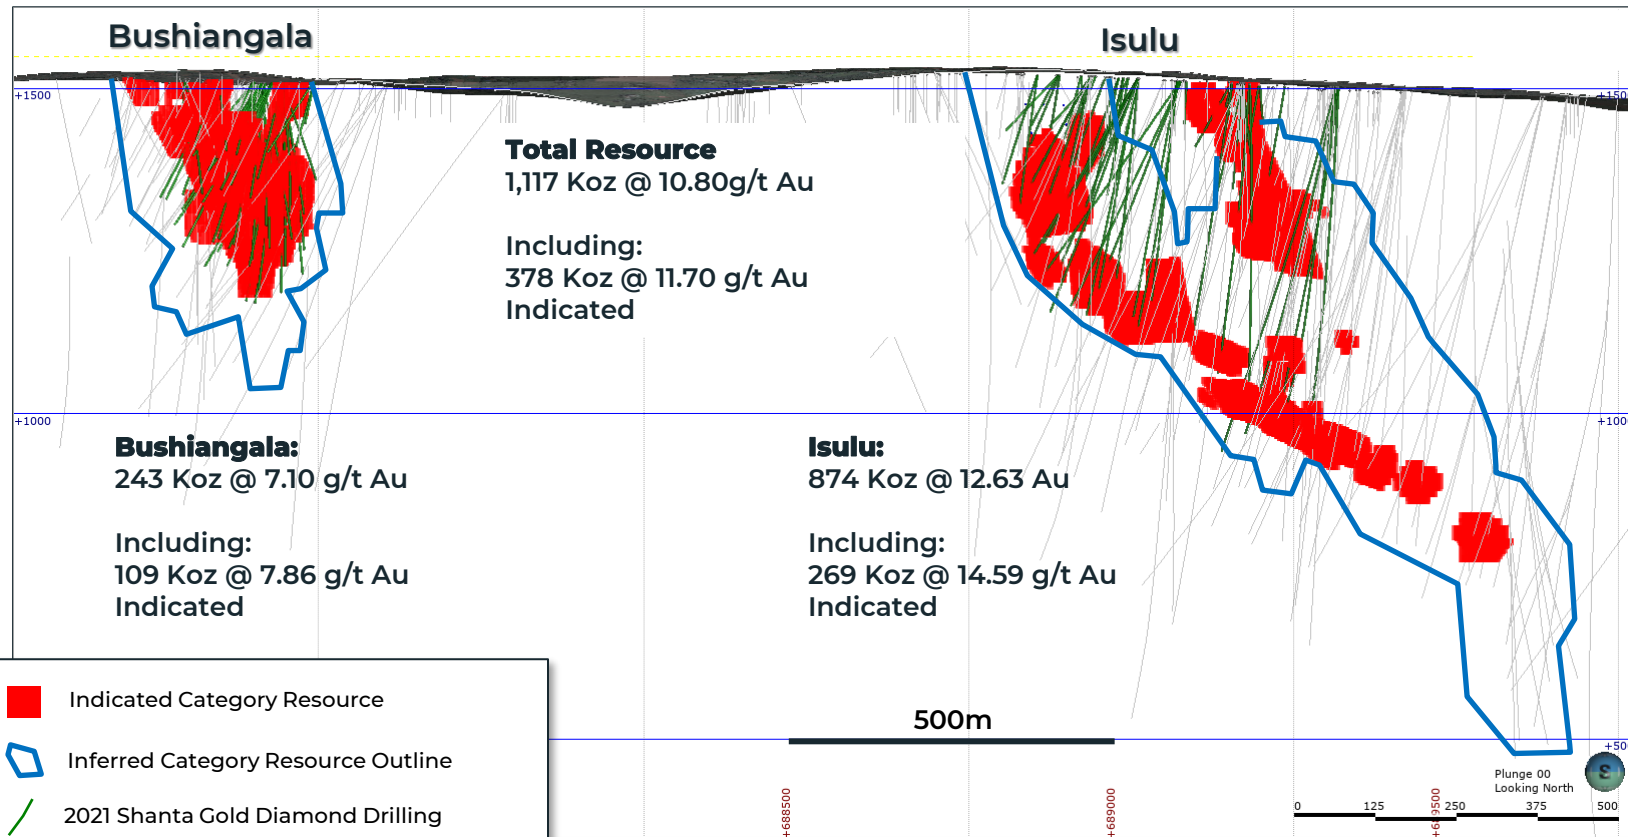 Bushiangala
Isulu
+1500
+150
Total Resource
1,117 Koz @ 10.80g/t Au
Including:
378 Koz @ 11.70 g/t Au
Indicated
+1000
+100
Bushiangala:
243 Koz @ 7.10 g/t Au
Including:
109 Koz @ 7.86 g/t Au
Indicated
Isulu:
874 Koz @ 12.63 Au
Including:
269 Koz @ 14.59 g/t Au
Indicated
500m
+50
Indicated Category Resource
Inferred Category Resource Outline
2021 Shanta Gold Diamond Drilling
Plunge 00
Looking North
+688500
+689000
+689500
0 125 250 375 500